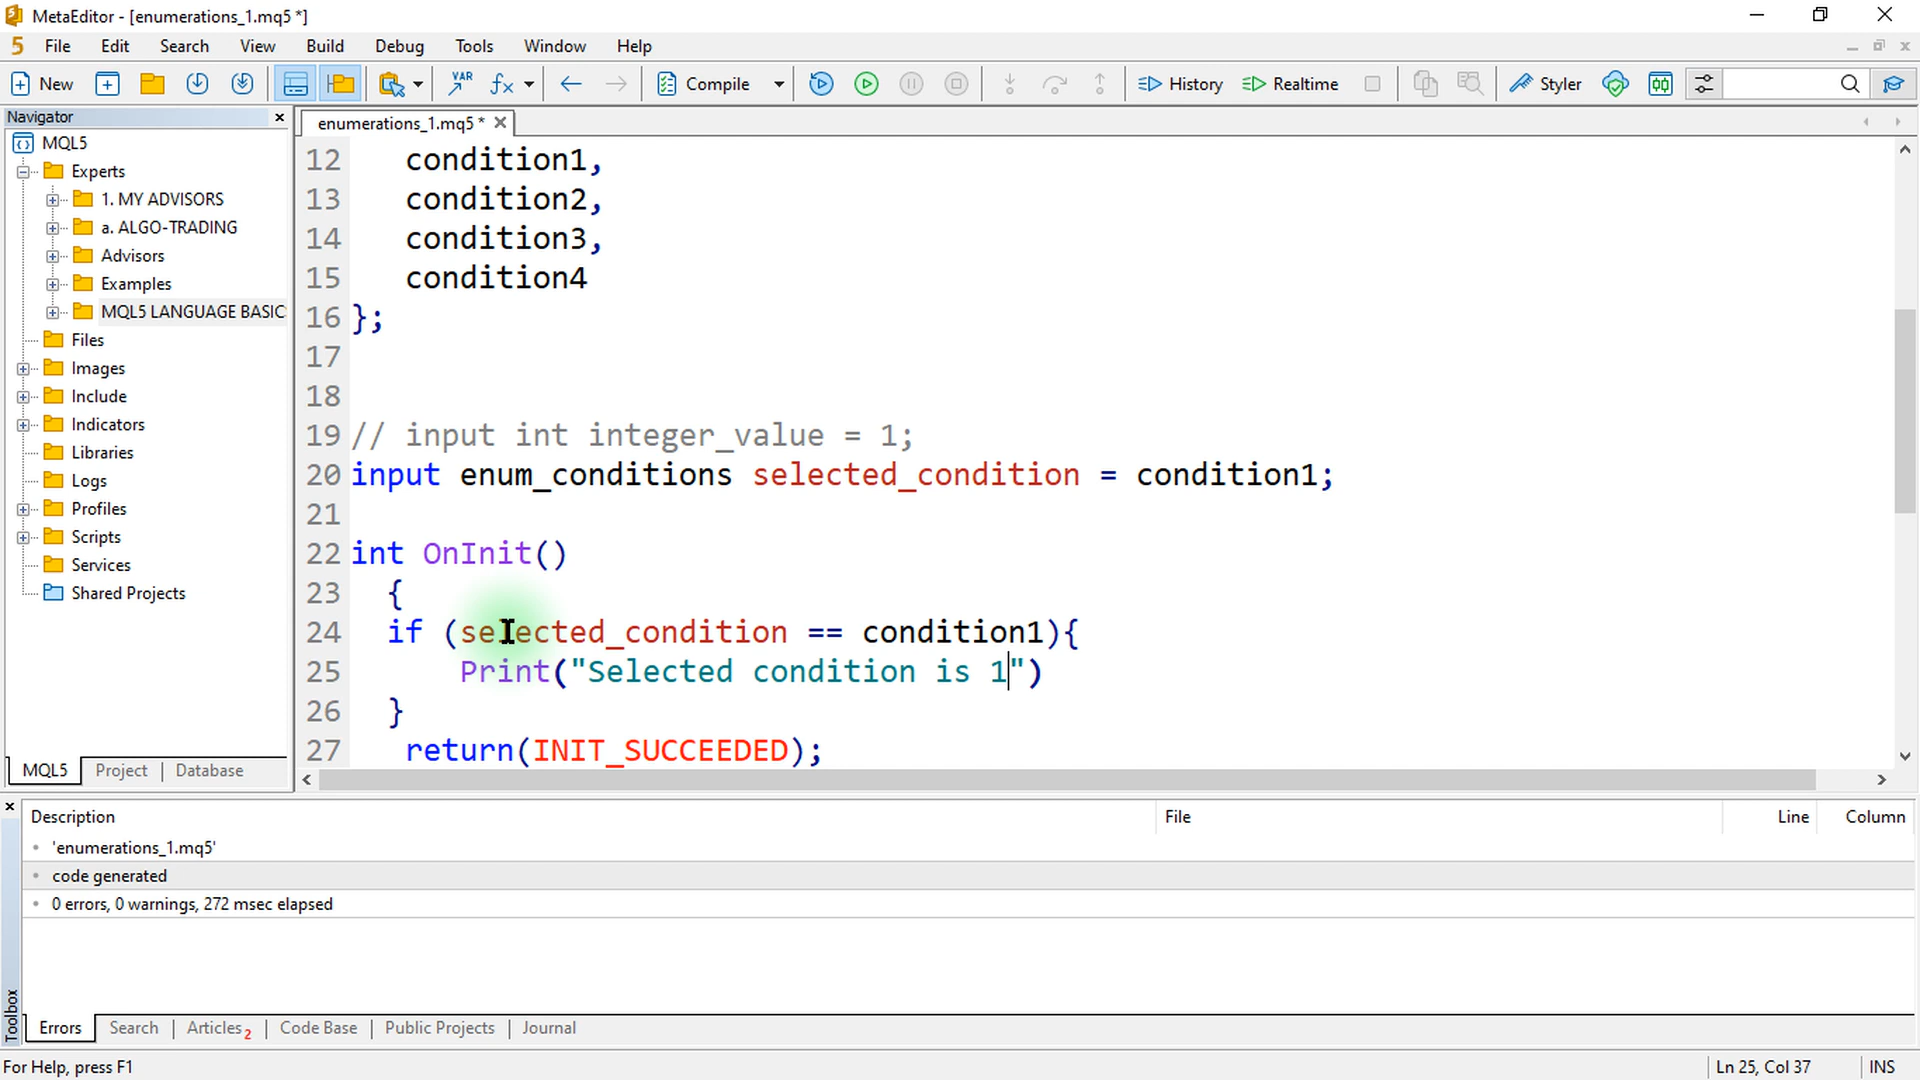 MetaEditor - [enumerations_1.mq5 *]
5 File Edit Search View Build Debug Tools Window Help
New VAR fx Compile History Realtime Styler
Navigator
enumerations_1.mq5 *
MQL5
Experts
1. MY ADVISORS
a. ALGO-TRADING
Advisors
Examples
MQL5 LANGUAGE BASIC
Files
Images
Include
Indicators
Libraries
Logs
Profiles
Scripts
Services
Shared Projects
MQL5 Project Database
12 condition1,
13 condition2,
14 condition3,
15 condition4
16 };
17
18
19 // input int integer_value = 1;
20 input enum_conditions selected_condition = condition1;
21
22 int OnInit()
23 {
24 if (selected_condition == condition1){
25 Print("Selected condition is 1")
26 }
27 return(INIT_SUCCEEDED);
Description File Line Column
'enumerations_1.mq5'
code generated
0 errors, 0 warnings, 272 msec elapsed
Toolbox
Errors Search Articles 2 Code Base Public Projects Journal
For Help, press F1 Ln 25, Col 37 INS